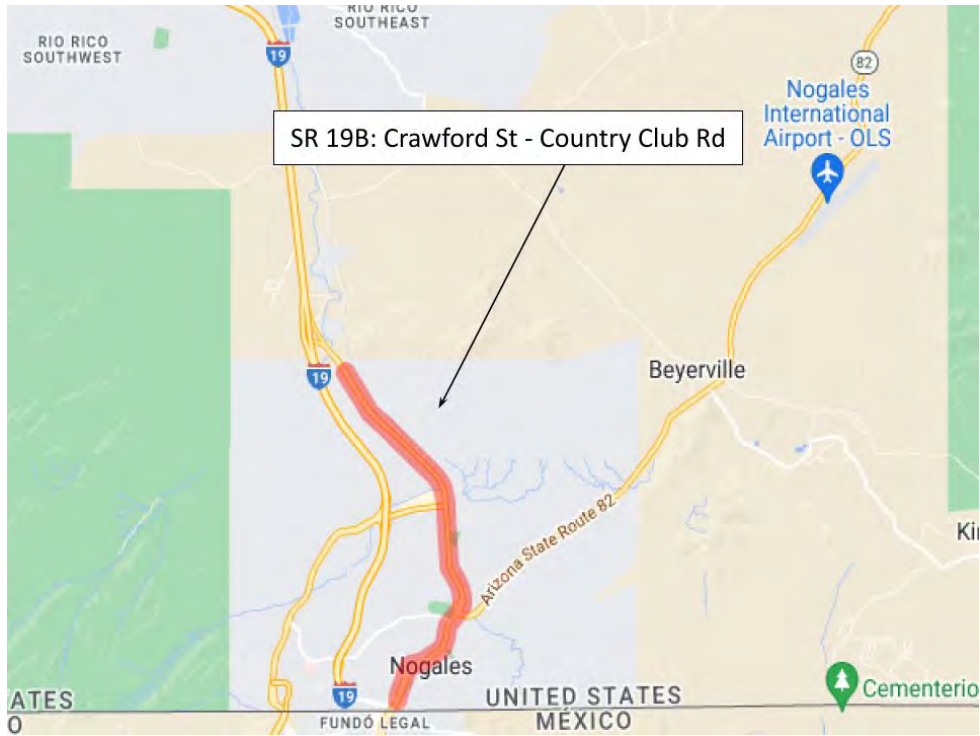 RIO RICO
SOUTHEAST
RIO RICO
SOUTHWEST
19
82
Nogales
International
Airport - OLS
SR 19B: Crawford St - Country Club Rd
19
Beyerville
Arizona State Route 82
Kin
Nogales
19
ATES
UNITED STATES
Cementerio
O
FUNDÓ LEGAL
MÉXICO